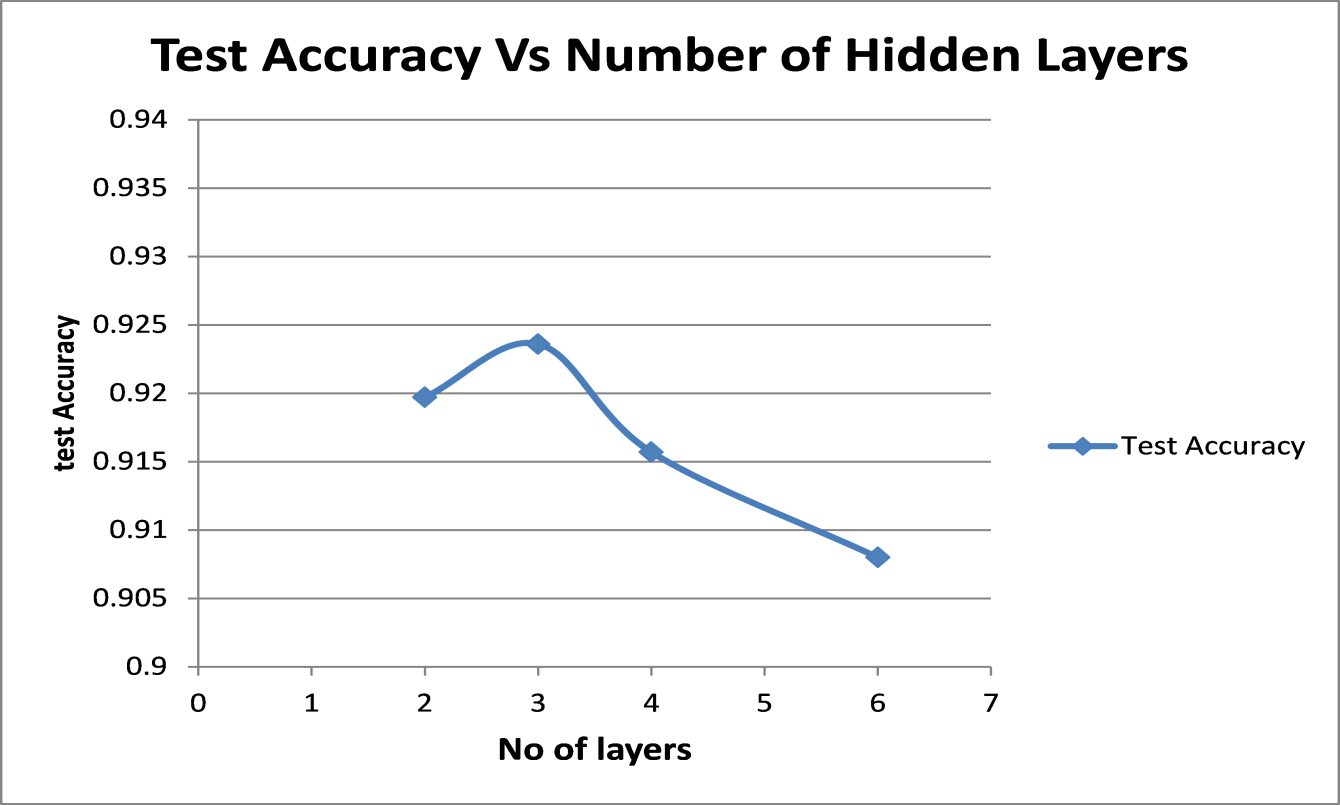 Test Accuracy Vs Number of Hidden Layers
0.94
0.935
0.93
0.925
0.92
0.915
0.91
0.905
0.9
test Accuracy
0 1 2 3 4 5 6 7
No of layers
Test Accuracy